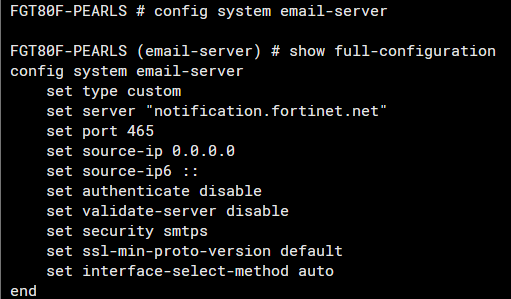 FGT80F-PEARLS # config system email-server
FGT80F-PEARLS (email-server) # show full-configuration
config system email-server
    set type custom
    set server "notification.fortinet.net"
    set port 465
    set source-ip 0.0.0.0
    set source-ip6 ::
    set authenticate disable
    set validate-server disable
    set security smtps
    set ssl-min-proto-version default
    set interface-select-method auto
end